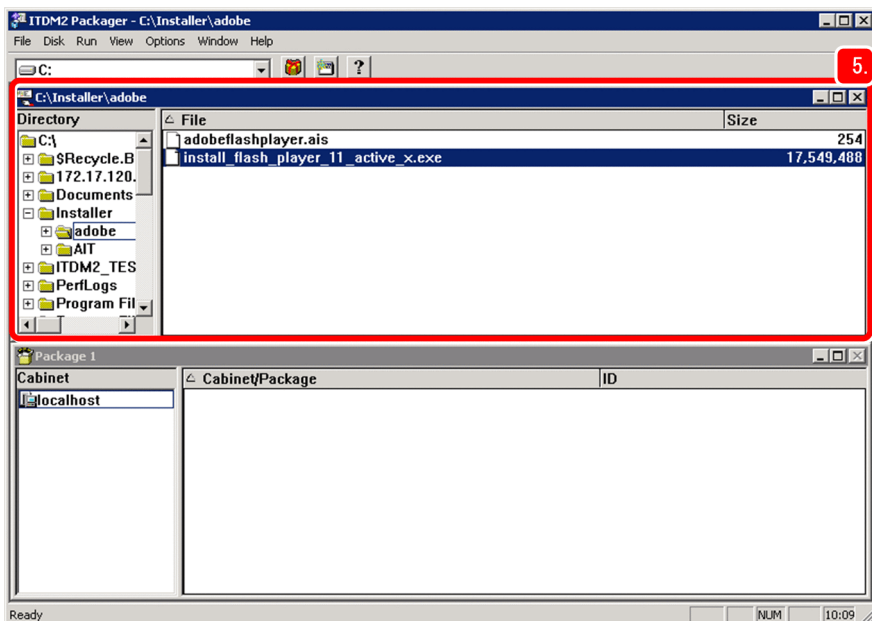 ITDM2 Packager - C:\Installer\adobe
File Disk Run View Options Window Help
C:
5.
C:\Installer\adobe
Directory File Size
C:\
$Recycle.B
172.17.120.
Documents
Installer
adobe
AIT
ITDM2_TES
PerfLogs
Program Fil
adobeflashplayer.ais 254
install_flash_player_11_active_x.exe 17,549,488
Package 1
Cabinet Cabinet/Package ID
localhost
Ready NUM 10:09